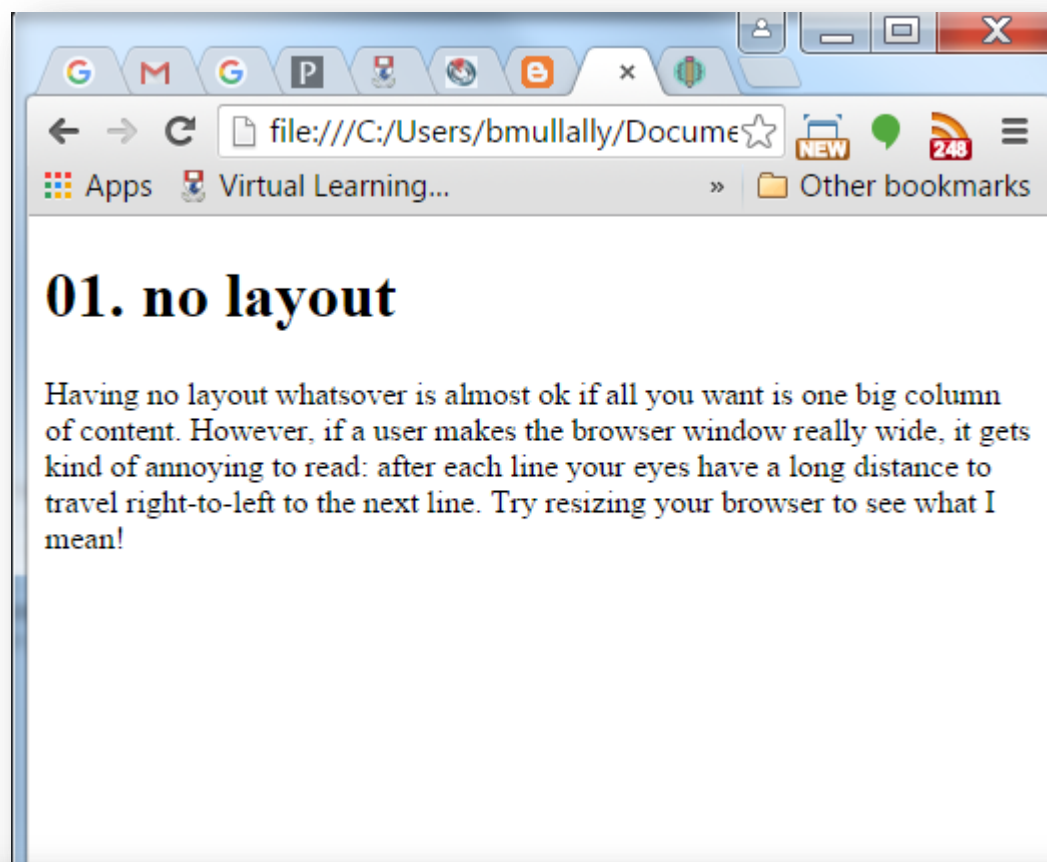 G M G P B
file:///C:/Users/bmullally/Docume
NEW
248
Apps Virtual Learning... » Other bookmarks
01. no layout
Having no layout whatsover is almost ok if all you want is one big column
of content. However, if a user makes the browser window really wide, it gets
kind of annoying to read: after each line your eyes have a long distance to
travel right-to-left to the next line. Try resizing your browser to see what I
mean!